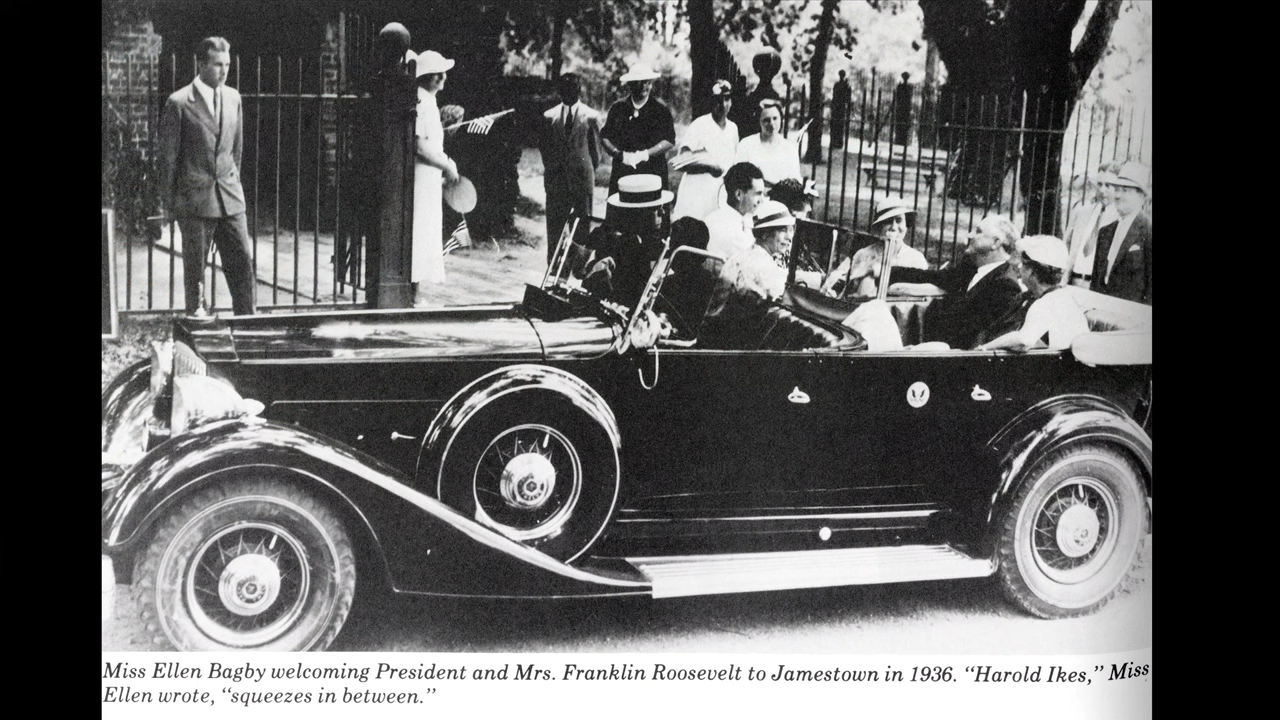 Miss Ellen Bagby welcoming President and Mrs. Franklin Roosevelt to Jamestown in 1936. “Harold Ikes,” Miss
Ellen wrote, “squeezes in between.”